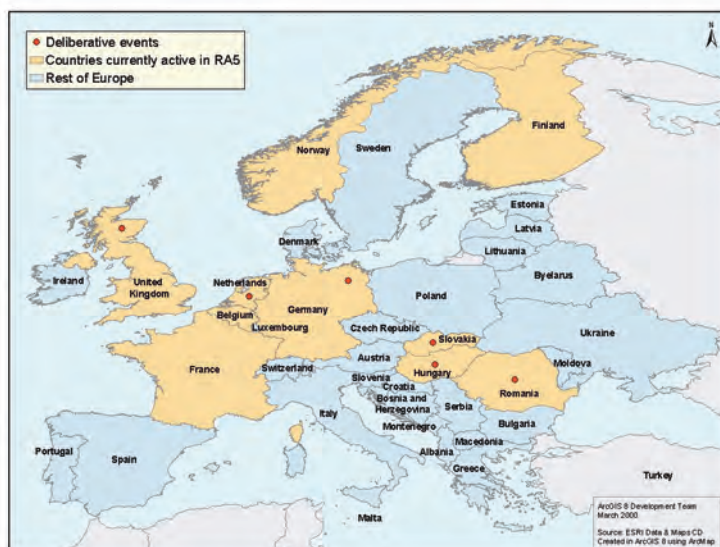 N
Deliberative events
Countries currently active in RA5
Rest of Europe
Finland
Norway
Sweden
Estonia
Latvia
Lithuania
Denmark
Ireland
United
Kingdom
Netherlands
Belgium
Luxembourg
Germany
Poland
Byelarus
Ukraine
Czech Republic
Slovakia
France
Switzerland
Austria
Hungary
Moldova
Slovenia
Croatia
Romania
Bosnia and
Herzegovina
Serbia
Italy
Montenegro
Bulgaria
Macedonia
Albania
Greece
Portugal
Spain
Turkey
Malta
ArcGIS 8 Development Team
March 2000.
Source: ESRI Data & Maps CD
Created in ArcGIS 8 using ArcMap